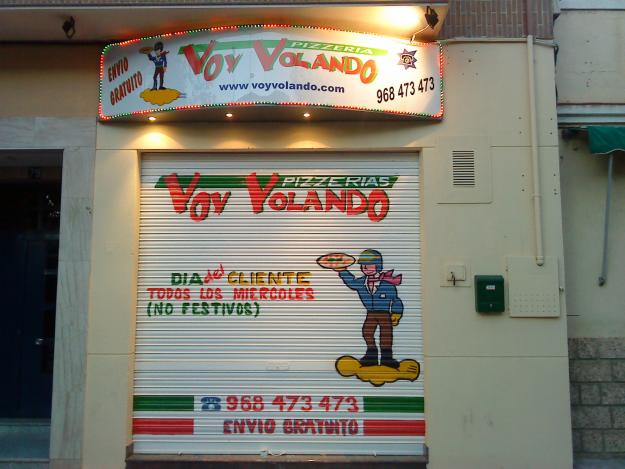 PIZZERIA
VOY VOLANDO
ENVIO
GRATUITO
www.voyvolando.com
968 473 473
PIZZERIAS
VOY VOLANDO
DIA del CLIENTE
TODOS LOS MIERCOLES
(NO FESTIVOS)
968 473 473
ENVIO GRATUITO